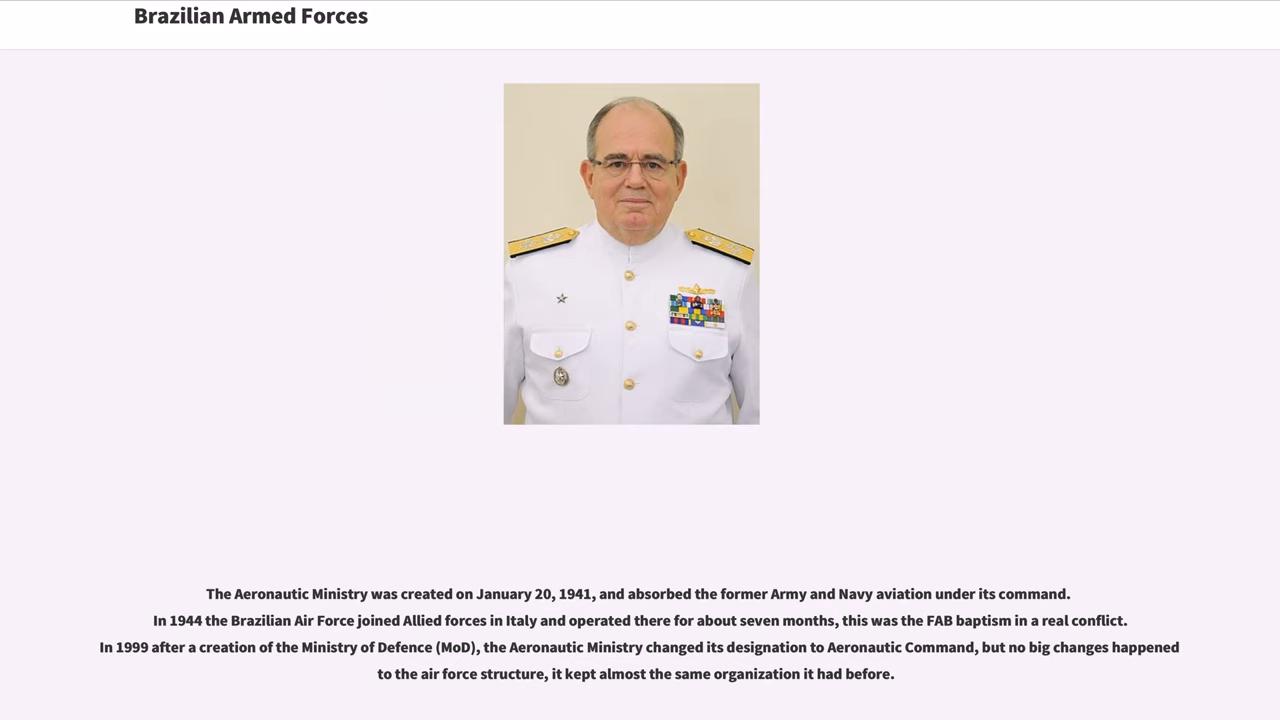 Brazilian Armed Forces
The Aeronautic Ministry was created on January 20, 1941, and absorbed the former Army and Navy aviation under its command.
In 1944 the Brazilian Air Force joined Allied forces in Italy and operated there for about seven months, this was the FAB baptism in a real conflict.
In 1999 after a creation of the Ministry of Defence (MoD), the Aeronautic Ministry changed its designation to Aeronautic Command, but no big changes happened
to the air force structure, it kept almost the same organization it had before.